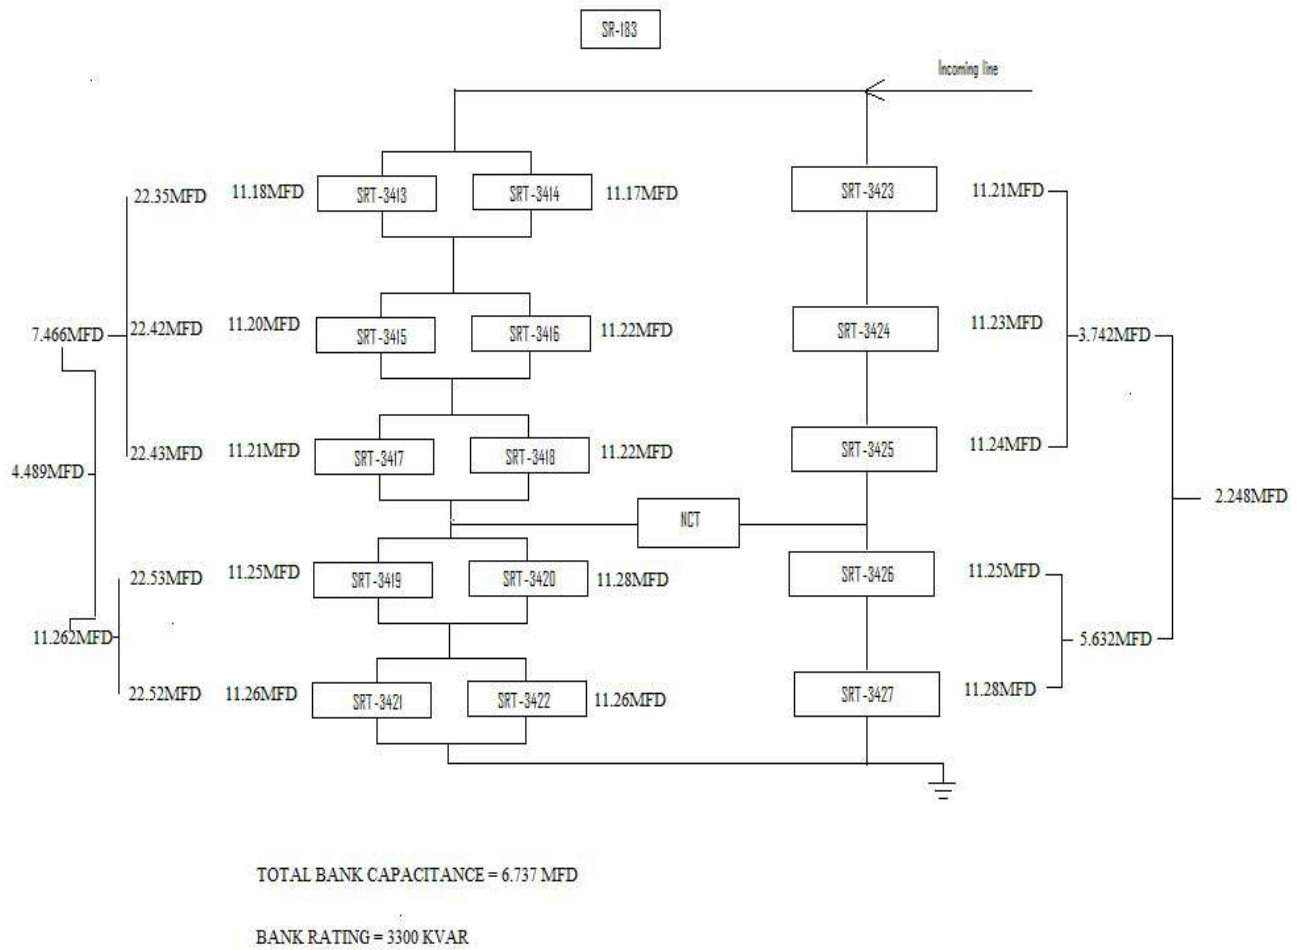 SR-183
Incoming line
22.35MFD 11.18MFD SRT-3413 SRT-3414 11.17MFD SRT-3423 11.21MFD
7.466MFD 22.42MFD 11.20MFD SRT-3415 SRT-3416 11.22MFD SRT-3424 11.23MFD 3.742MFD
22.43MFD 11.21MFD SRT-3417 SRT-3418 11.22MFD SRT-3425 11.24MFD
4.489MFD 2.248MFD
NCT
22.53MFD 11.25MFD SRT-3419 SRT-3420 11.28MFD SRT-3426 11.25MFD
11.262MFD 5.632MFD
22.52MFD 11.26MFD SRT-3421 SRT-3422 11.26MFD SRT-3427 11.28MFD
TOTAL BANK CAPACITANCE = 6.737 MFD
BANK RATING = 3300 KVAR